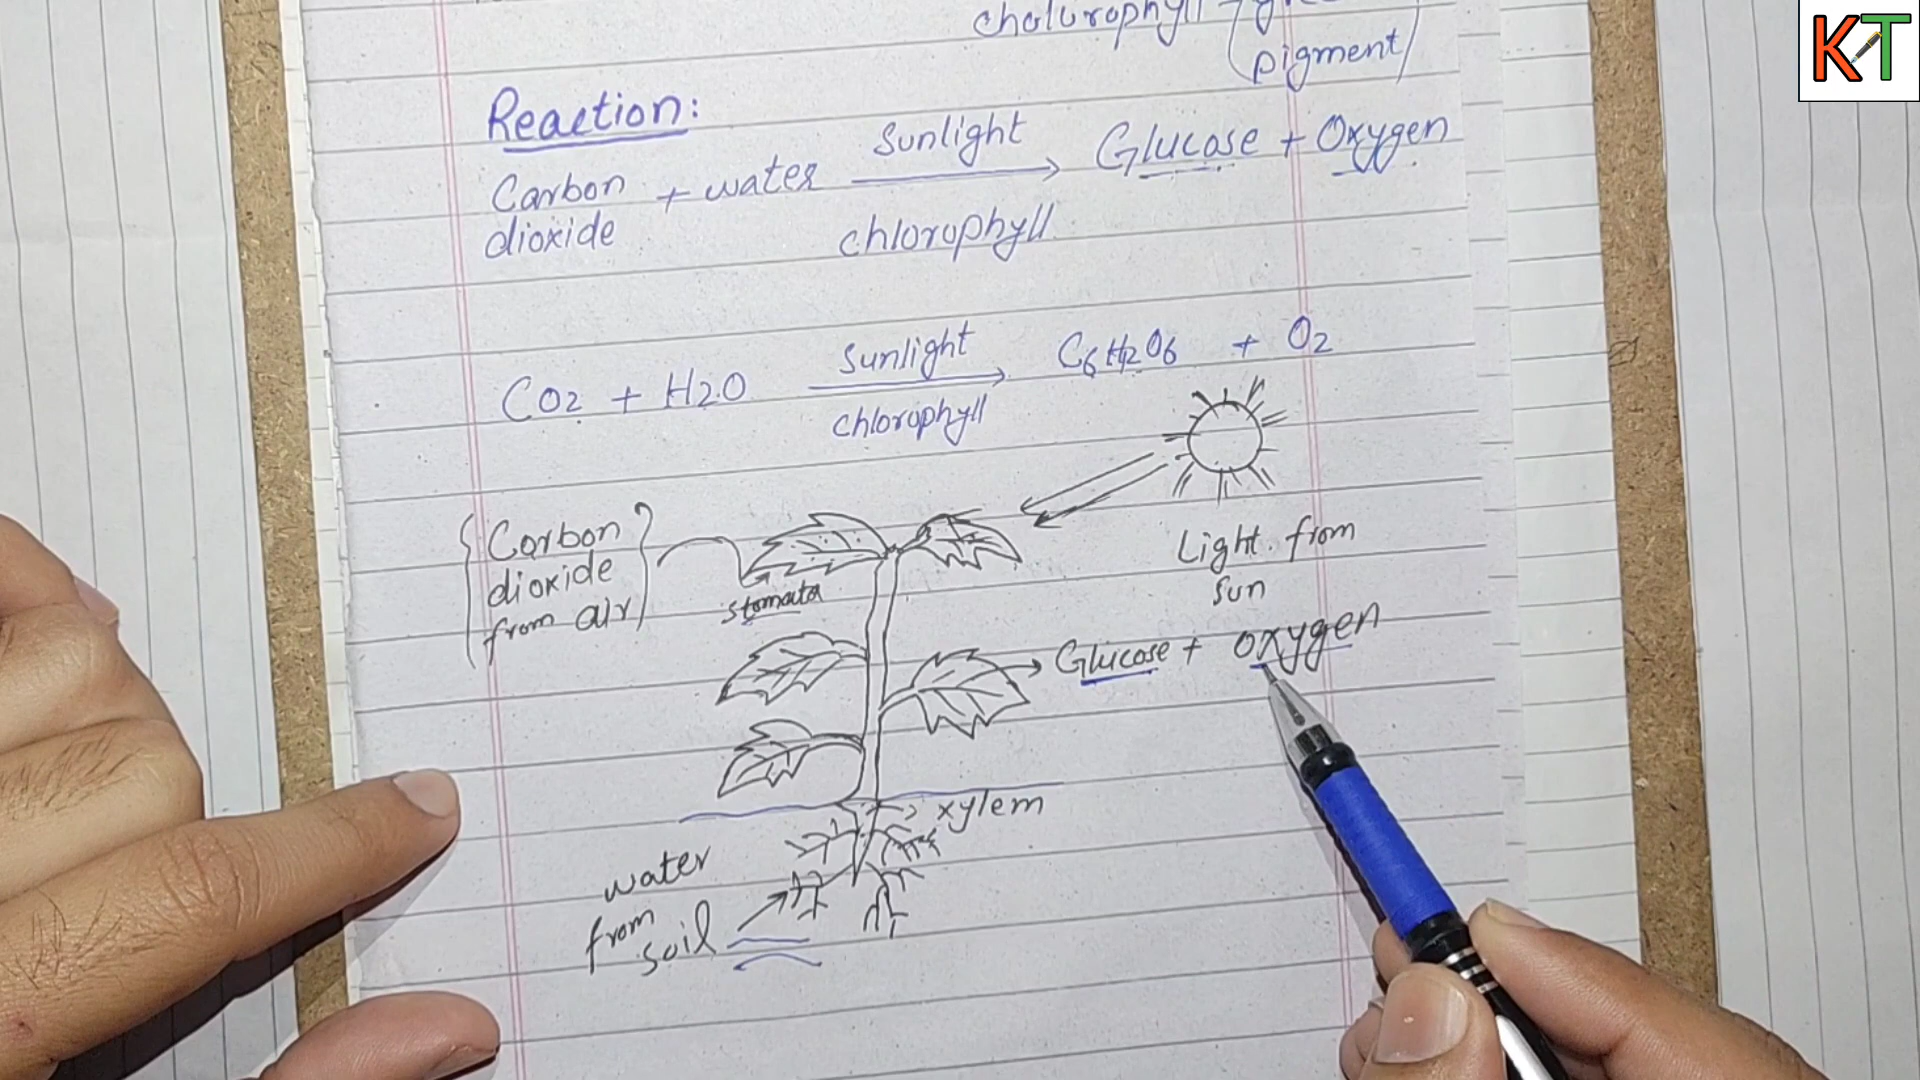 KT
cholurophyll
pigment)
Reaction:
Sunlight
Carbon dioxide + water → Glucose + Oxygen
chlorophyll
Sunlight
CO2 + H2O → C6H12O6 + O2
chlorophyll
{Carbon
dioxide
from air}
stomata
Light from
sun
Glucose + oxygen
xylem
water
from
soil